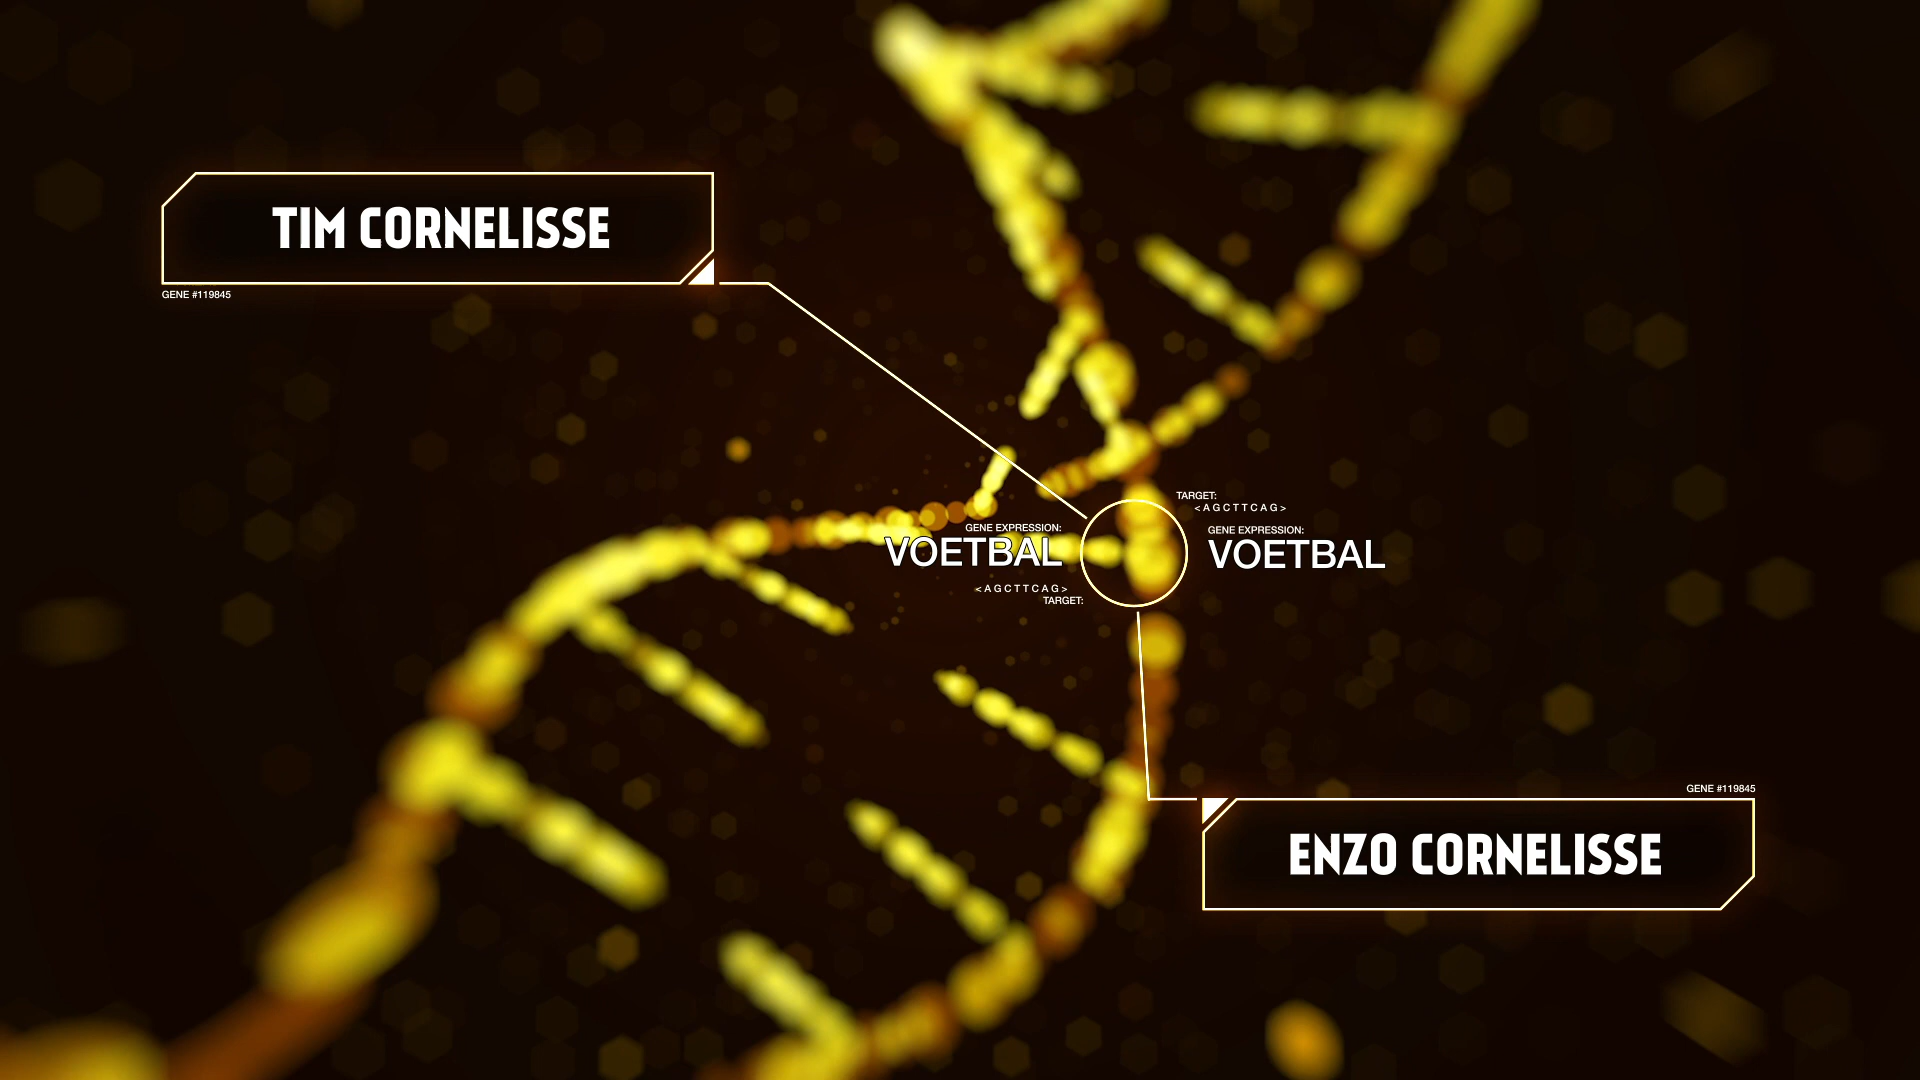 TIM CORNELISSE
GENE #119845
TARGET:
<AGCTTCAG>
GENE EXPRESSION:
VOETBAL
GENE EXPRESSION:
VOETBAL
<AGCTTCAG>
TARGET:
GENE #119845
ENZO CORNELISSE